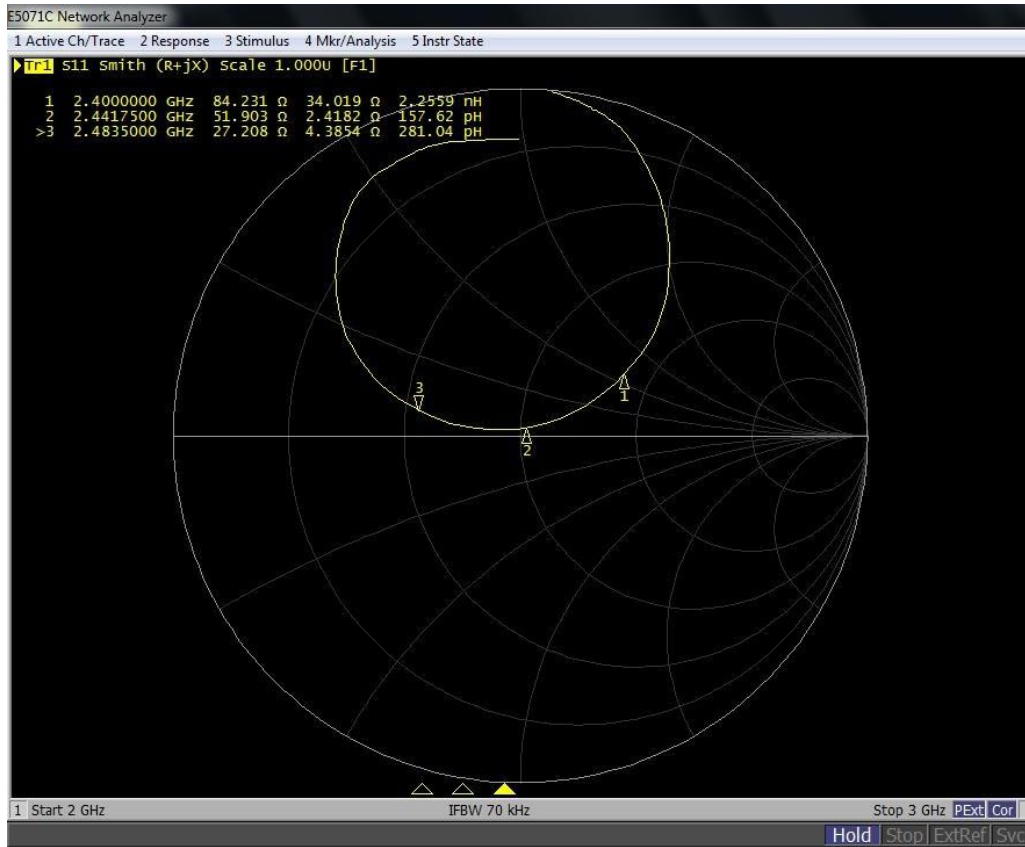 E5071C Network Analyzer
1 Active Ch/Trace 2 Response 3 Stimulus 4 Mkr/Analysis 5 Instr State
Tr1 S11 Smith (R+jX) Scale 1.000U [F1]
1 2.4000000 GHz 84.231 Ω 34.019 Ω 2.2559 nH
2 2.4417500 GHz 51.903 Ω 2.4182 Ω 157.62 pH
>3 2.4835000 GHz 27.208 Ω 4.3854 Ω 281.04 pH
3
1
2
1 Start 2 GHz IFBW 70 kHz Stop 3 GHz PExt Cor
Hold Stop ExtRef Svc